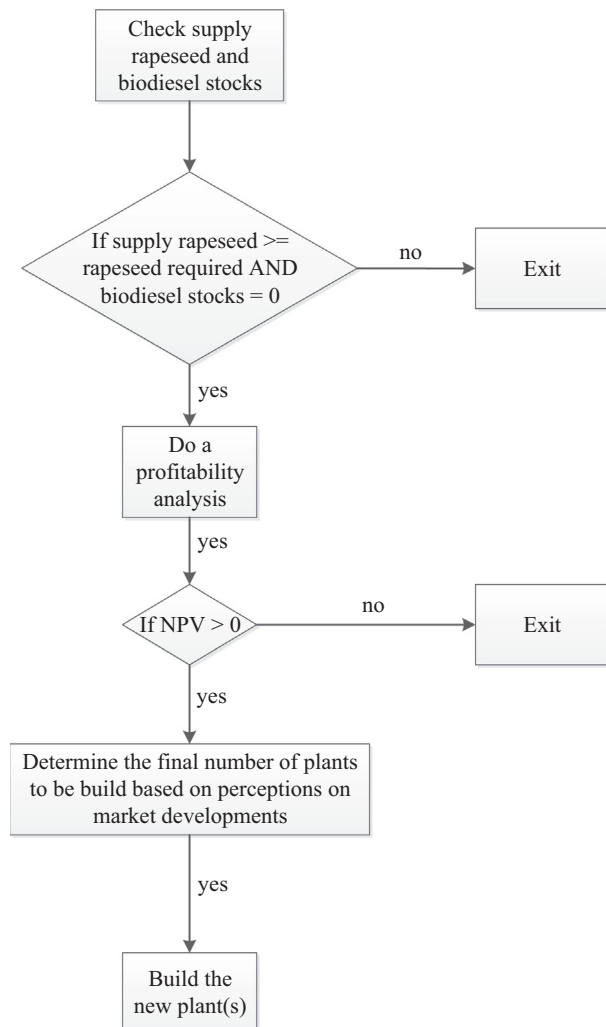 Check supply
rapeseed and
biodiesel stocks
If supply rapeseed >=
rapeseed required AND
biodiesel stocks = 0
no
Exit
yes
Do a
profitability
analysis
yes
If NPV > 0
no
Exit
yes
Determine the final number of plants
to be build based on perceptions on
market developments
yes
Build the
new plant(s)